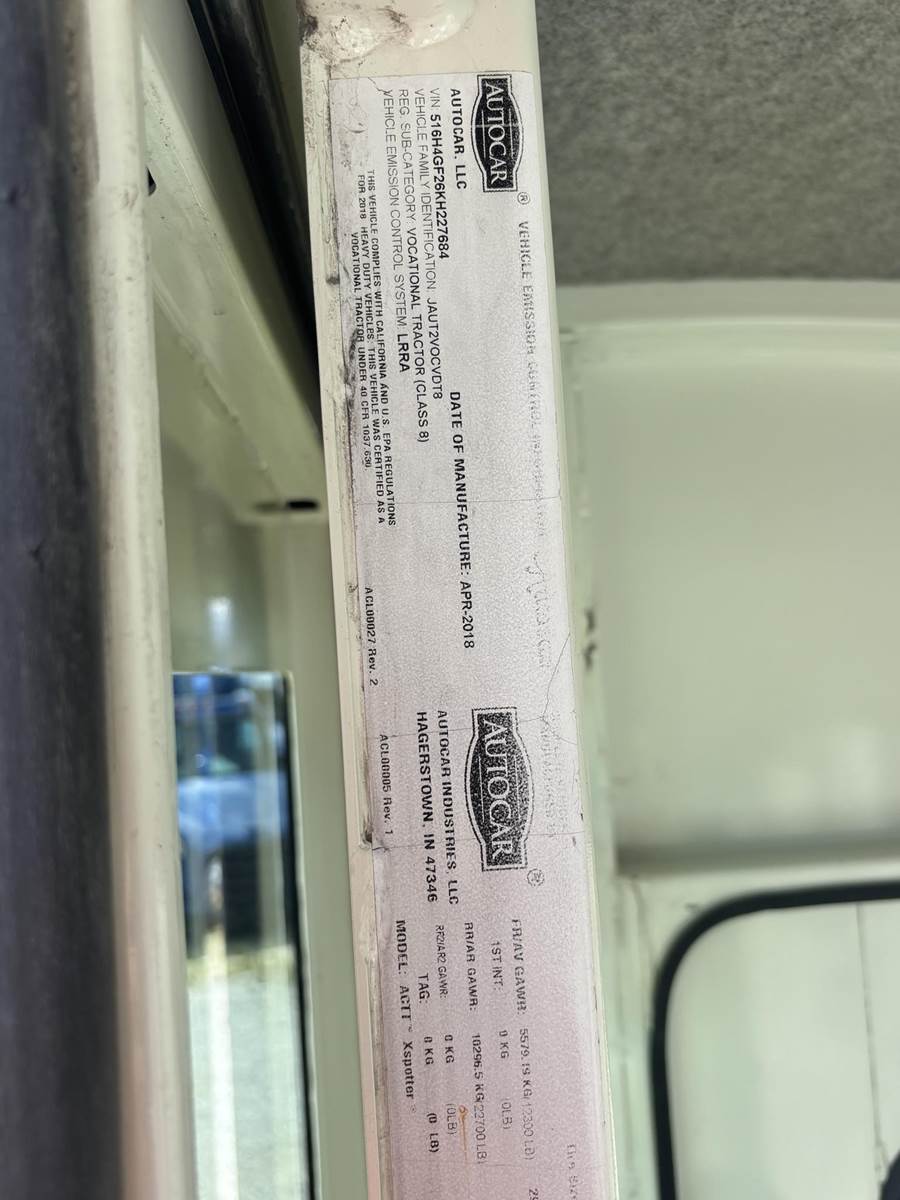 AUTOCAR ®
VEHICLE EMISSION CONTROL
AUTOCAR, LLC
DATE OF MANUFACTURE: APR-2018
VIN: 516H4GF26KH227684
VEHICLE FAMILY IDENTIFICATION: JAUT2VOCVDT8
REG. SUB-CATEGORY: VOCATIONAL TRACTOR (CLASS 8)
VEHICLE EMISSION CONTROL SYSTEM: LRRA
THIS VEHICLE COMPLIES WITH CALIFORNIA AND U.S. EPA REGULATIONS
FOR 2018 HEAVY DUTY VEHICLES. THIS VEHICLE WAS CERTIFIED AS A
VOCATIONAL TRACTOR UNDER 40 CFR 1037.630.
ACL00027 Rev. 2
AUTOCAR ®
AUTOCAR INDUSTRIES, LLC
HAGERSTOWN, IN 47346
ACL00005 Rev. 1
FR/AV GAWR: 5579.19 KG/12300 LB)
1ST INT: 0 KG (0LB)
RR/AR GAWR: 10296.5 KG/22700 LB)
RR2/AR2 GAWR: 0 KG (0LB)
TAG: 0 KG (0 LB)
MODEL: ACTT™ Xspotter™